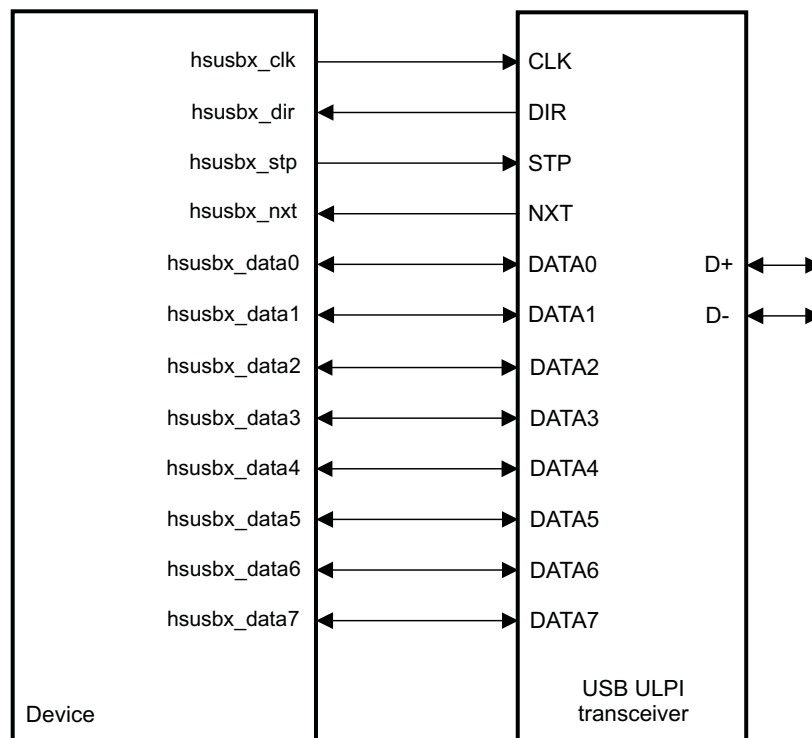 hsusbx_clk CLK
hsusbx_dir DIR
hsusbx_stp STP
hsusbx_nxt NXT
hsusbx_data0 DATA0 D+
hsusbx_data1 DATA1 D-
hsusbx_data2 DATA2
hsusbx_data3 DATA3
hsusbx_data4 DATA4
hsusbx_data5 DATA5
hsusbx_data6 DATA6
hsusbx_data7 DATA7
Device
USB ULPI
transceiver